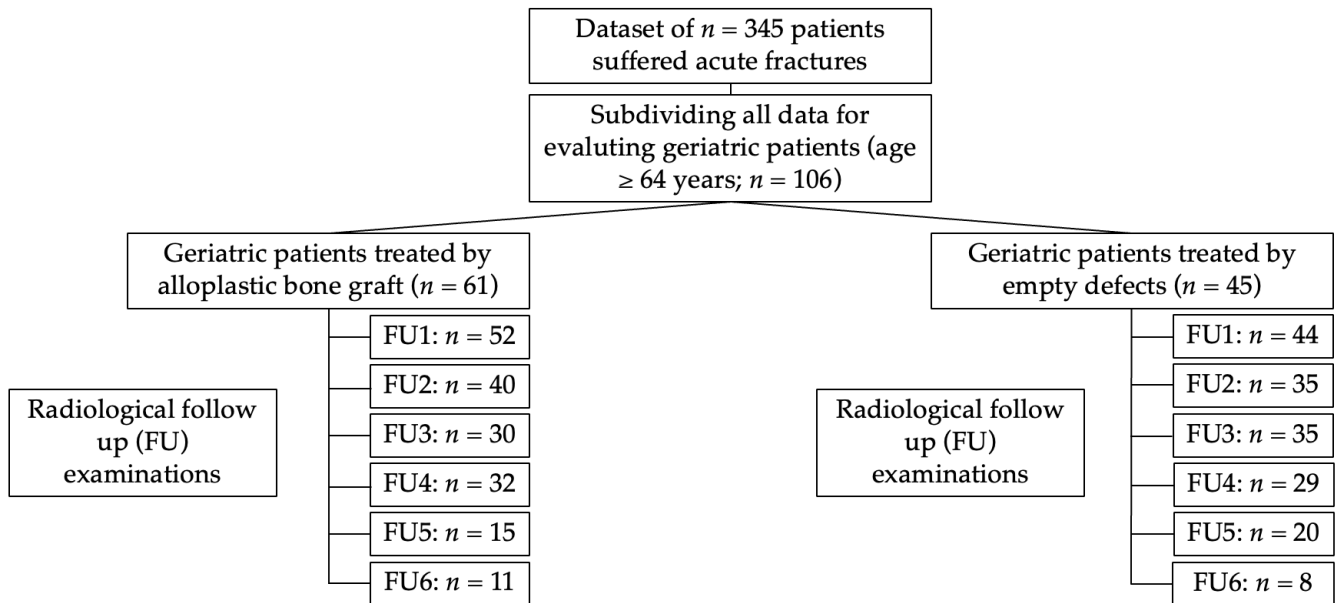 Dataset of n = 345 patients
suffered acute fractures
Subdividing all data for
evaluting geriatric patients (age
≥ 64 years; n = 106)
Geriatric patients treated by
alloplastic bone graft (n = 61)
FU1: n = 52
FU2: n = 40
FU3: n = 30
FU4: n = 32
FU5: n = 15
FU6: n = 11
Radiological follow
up (FU)
examinations
Geriatric patients treated by
empty defects (n = 45)
FU1: n = 44
FU2: n = 35
FU3: n = 35
FU4: n = 29
FU5: n = 20
FU6: n = 8
Radiological follow
up (FU)
examinations